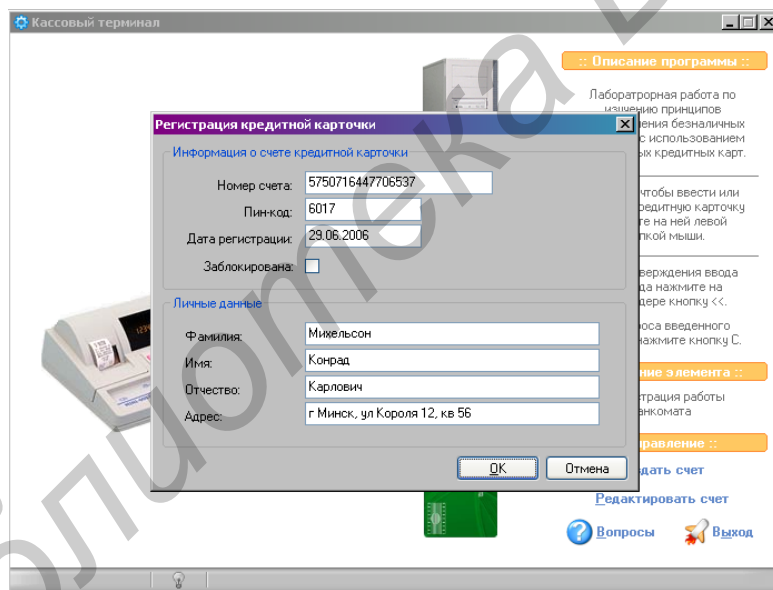 Кассовый терминал
:: Описание программы ::
Лаборатрорная работа по
изучению принципов
ения безналичных
с использованием
ых кредитных карт.
чтобы ввести или
редитную карточку
те на ней левой
пкой мыши.
верждения ввода
да нажмите на
дере кнопку <<.
роса введенного
нажмите кнопку С.
ние элемента ::
страция работы
анкомата
правление ::
дать счет
Редактировать счет
Вопросы
Выход
Регистрация кредитной карточки
Информация о счете кредитной карточки
Номер счета: 5750716447706537
Пин-код: 6017
Дата регистрации: 29.06.2006
Заблокирована:
Личные данные
Фамилия: Михельсон
Имя: Конрад
Отчество: Карлович
Адрес: г Минск, ул Короля 12, кв 56
OK
Отмена